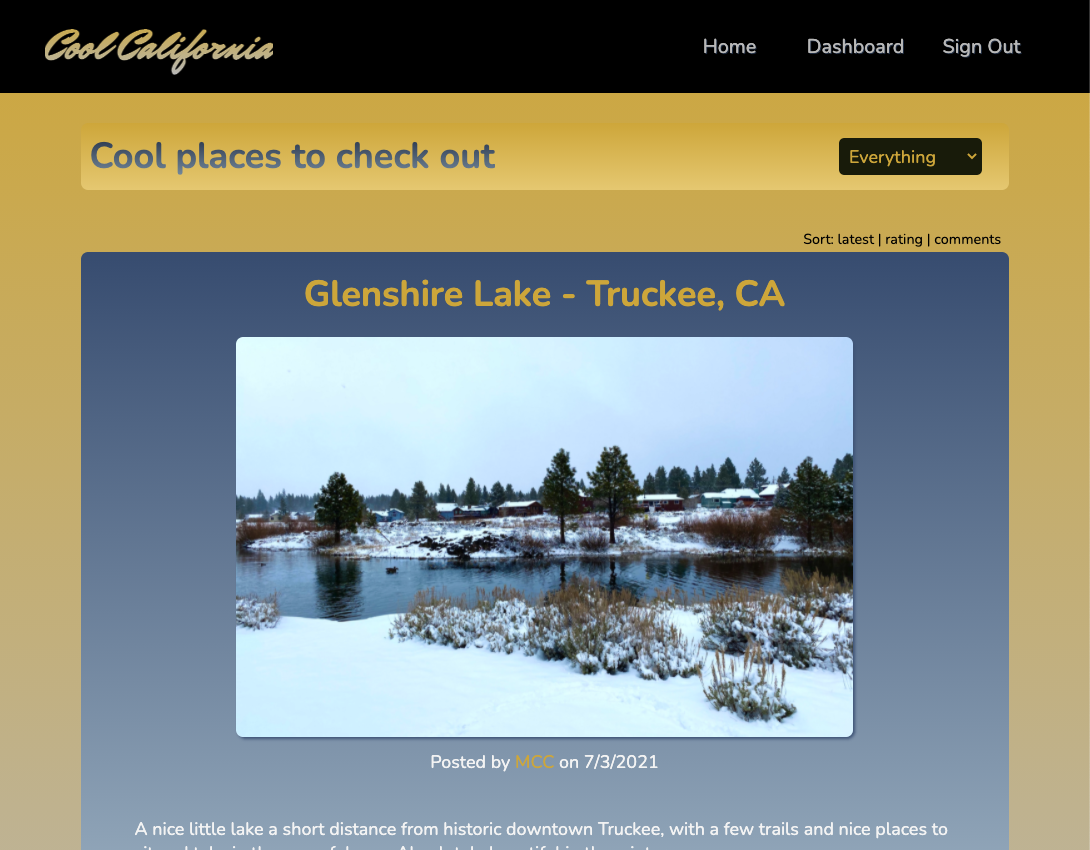 Cool California
Home Dashboard Sign Out
Cool places to check out
Everything
Sort: latest | rating | comments
Glenshire Lake - Truckee, CA
Posted by MCC on 7/3/2021
A nice little lake a short distance from historic downtown Truckee, with a few trails and nice places to